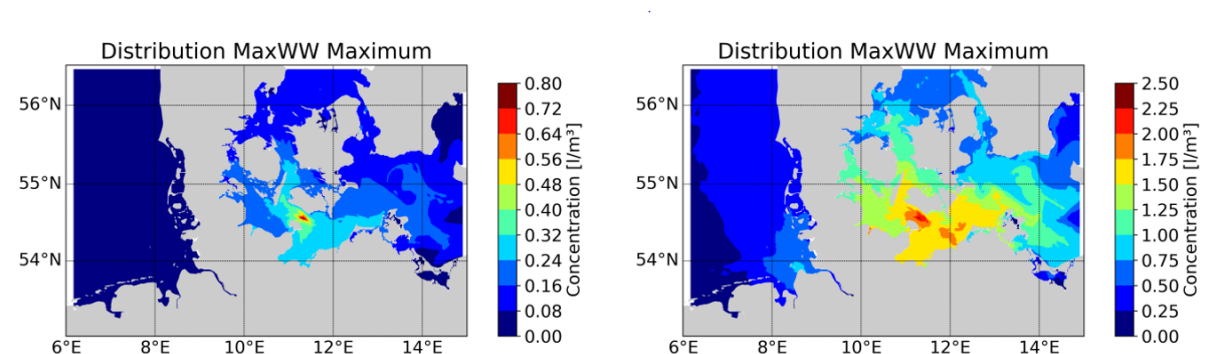 Distribution MaxWW Maximum
56°N
55°N
54°N
6°E 8°E 10°E 12°E 14°E
0.80
0.72
0.64
0.56
0.48
0.40
0.32
0.24
0.16
0.08
0.00
Concentration [l/m³]
Distribution MaxWW Maximum
56°N
55°N
54°N
6°E 8°E 10°E 12°E 14°E
2.50
2.25
2.00
1.75
1.50
1.25
1.00
0.75
0.50
0.25
0.00
Concentration [l/m³]